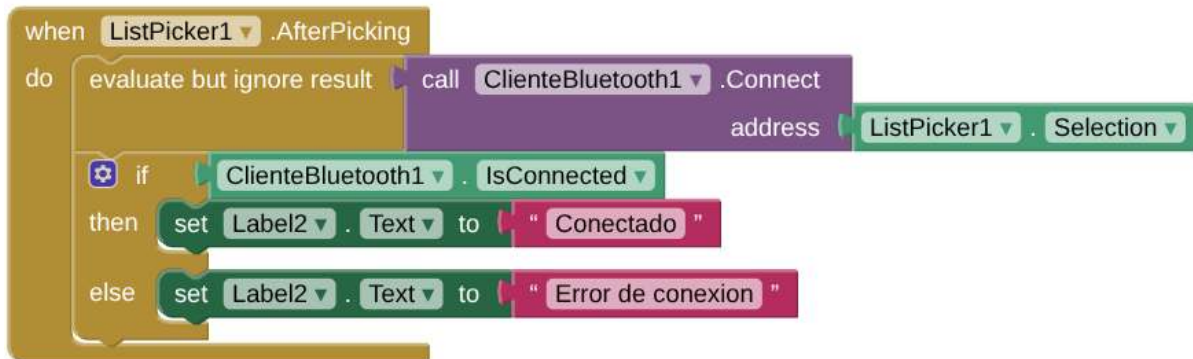 when ListPicker1 .AfterPicking
do evaluate but ignore result call ClienteBluetooth1 .Connect
address ListPicker1 . Selection
if ClienteBluetooth1 . IsConnected
then set Label2 . Text to “ Conectado ”
else set Label2 . Text to “ Error de conexion ”